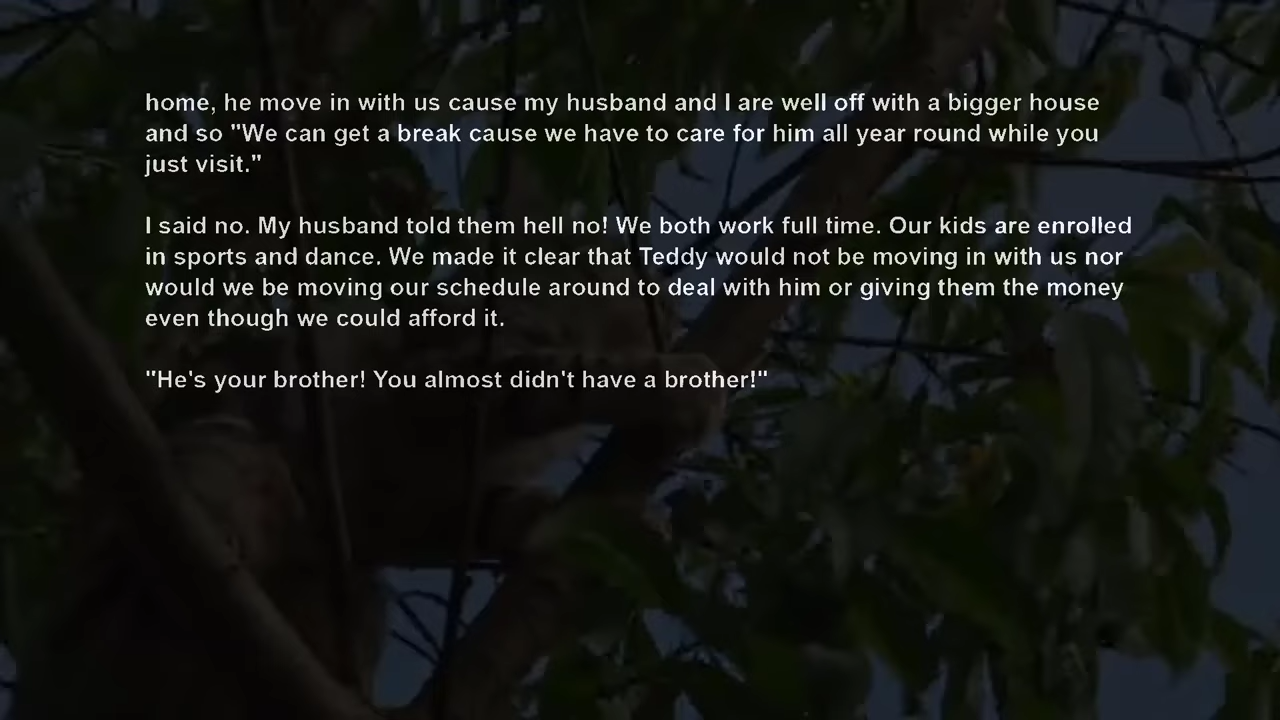 home, he move in with us cause my husband and I are well off with a bigger house
and so "We can get a break cause we have to care for him all year round while you
just visit."
I said no. My husband told them hell no! We both work full time. Our kids are enrolled
in sports and dance. We made it clear that Teddy would not be moving in with us nor
would we be moving our schedule around to deal with him or giving them the money
even though we could afford it.
"He's your brother! You almost didn't have a brother!"